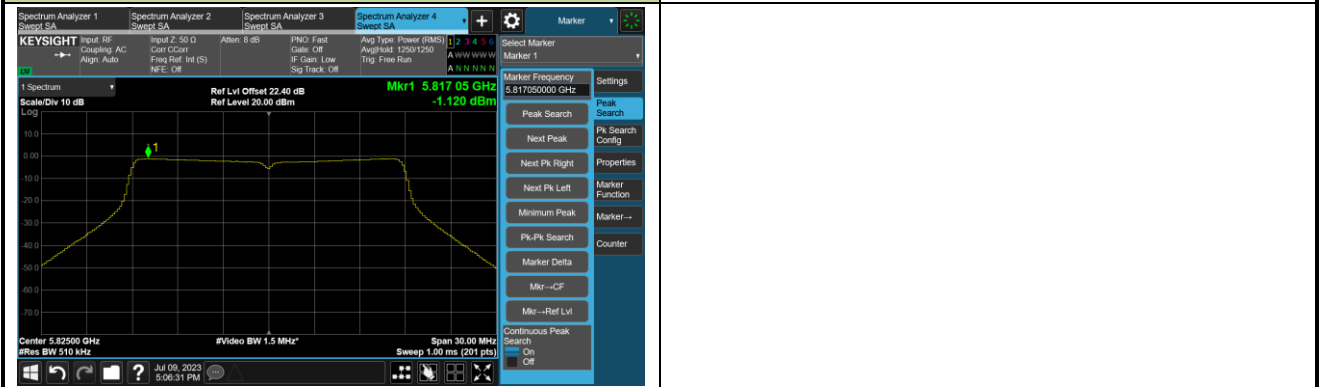 Spectrum Analyzer 1
Swept SA
Spectrum Analyzer 2
Swept SA
Spectrum Analyzer 3
Swept SA
Spectrum Analyzer 4
Swept SA
+
Marker
KEYSIGHT
Input: RF
Coupling: AC
Align: Auto
Input Z: 50 Ω
Corr CCorr
Freq Ref: Int (S)
NFE: Off
Atten: 8 dB
PNO: Fast
Gate: Off
IF Gain: Low
Sig Track: Off
Avg Type: Power (RMS)
Avg|Hold: 1250/1250
Trig: Free Run
1 2 3 4 5 6
A W W W W W
A N N N N N
Select Marker
Marker 1
1 Spectrum
Scale/Div 10 dB
Log
Ref Lvl Offset 22.40 dB
Ref Level 20.00 dBm
Mkr1 5.817 05 GHz
-1.120 dBm
10.0
0.00
-10.0
-20.0
-30.0
-40.0
-50.0
-60.0
-70.0
1
Center 5.82500 GHz
#Res BW 510 kHz
#Video BW 1.5 MHz*
Span 30.00 MHz
Sweep 1.00 ms (201 pts)
Marker Frequency
5.817050000 GHz
Peak Search
Next Peak
Next Pk Right
Next Pk Left
Minimum Peak
Pk-Pk Search
Marker Delta
Mkr→CF
Mkr→Ref Lvl
Continuous Peak
Search
On
Off
Settings
Peak
Search
Pk Search
Config
Properties
Marker
Function
Marker→
Counter
?
Jul 09, 2023
5:06:31 PM